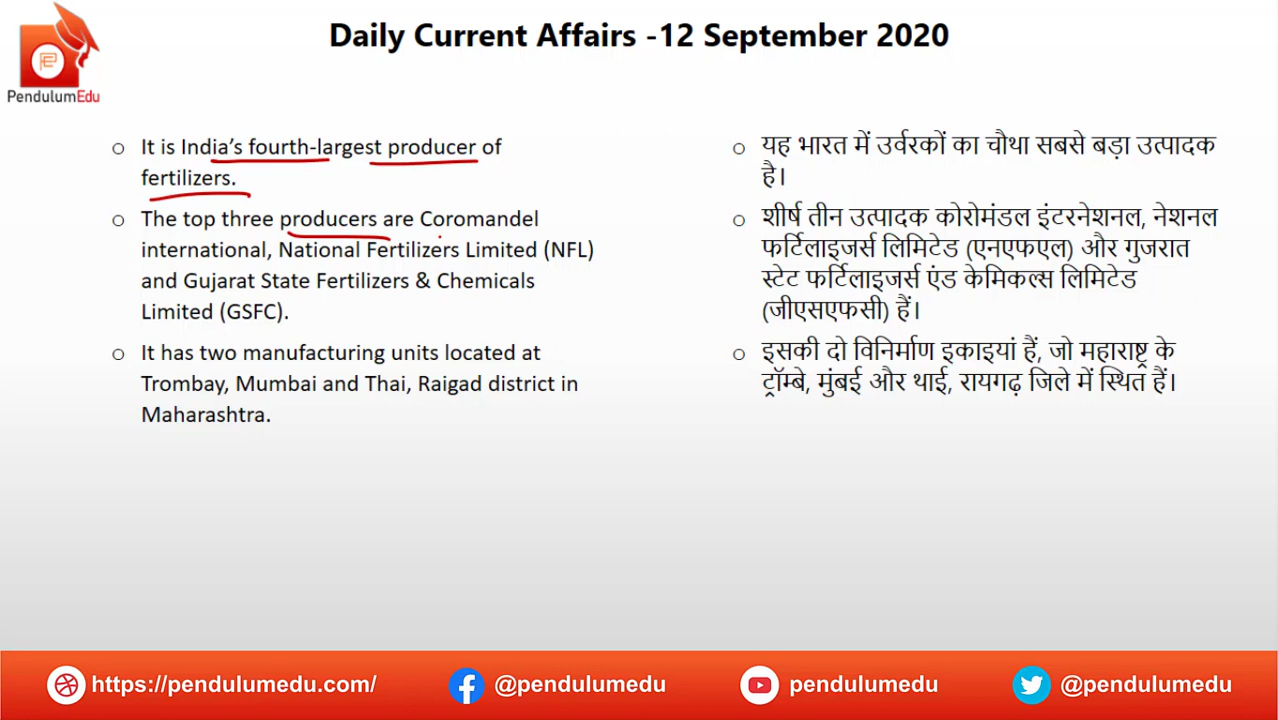 Daily Current Affairs -12 September 2020
PendulumEdu
It is India's fourth-largest producer of
fertilizers.
The top three producers are Coromandel
international, National Fertilizers Limited (NFL)
and Gujarat State Fertilizers & Chemicals
Limited (GSFC).
It has two manufacturing units located at
Trombay, Mumbai and Thai, Raigad district in
Maharashtra.
यह भारत में उर्वरकों का चौथा सबसे बड़ा उत्पादक
है।
शीर्ष तीन उत्पादक कोरोमंडल इंटरनेशनल, नेशनल
फर्टिलाइजर्स लिमिटेड (एनएफएल) और गुजरात
स्टेट फर्टिलाइजर्स एंड केमिकल्स लिमिटेड
(जीएसएफसी) हैं।
इसकी दो विनिर्माण इकाइयां हैं, जो महाराष्ट्र के
ट्रॉम्बे, मुंबई और थाई, रायगढ़ जिले में स्थित हैं।
https://pendulumedu.com/
@pendulumedu
pendulumedu
@pendulumedu